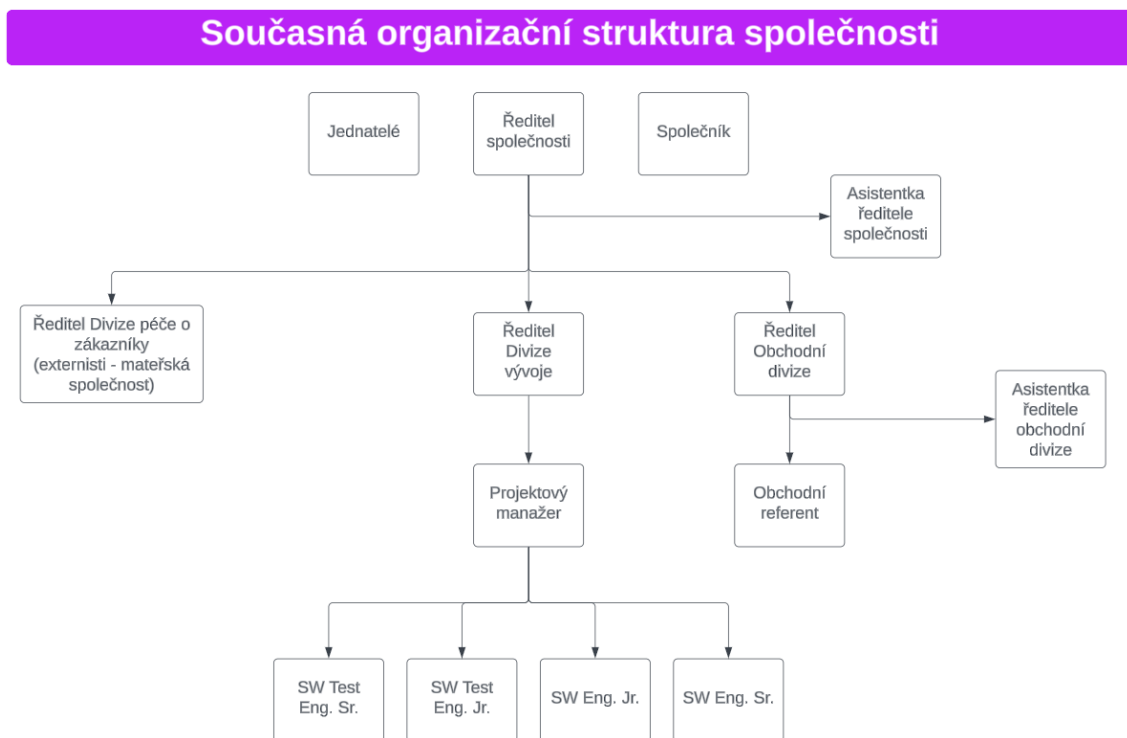 Současná organizační struktura společnosti
Jednatelé
Ředitel
společnosti
Společník
Asistentka
ředitele
společnosti
Ředitel Divize péče o
zákazníky
(externisti - mateřská
společnost)
Ředitel
Divize
vývoje
Ředitel
Obchodní
divize
Asistentka
ředitele
obchodní
divize
Projektový
manažer
Obchodní
referent
SW Test
Eng. Sr.
SW Test
Eng. Jr.
SW Eng. Jr.
SW Eng. Sr.